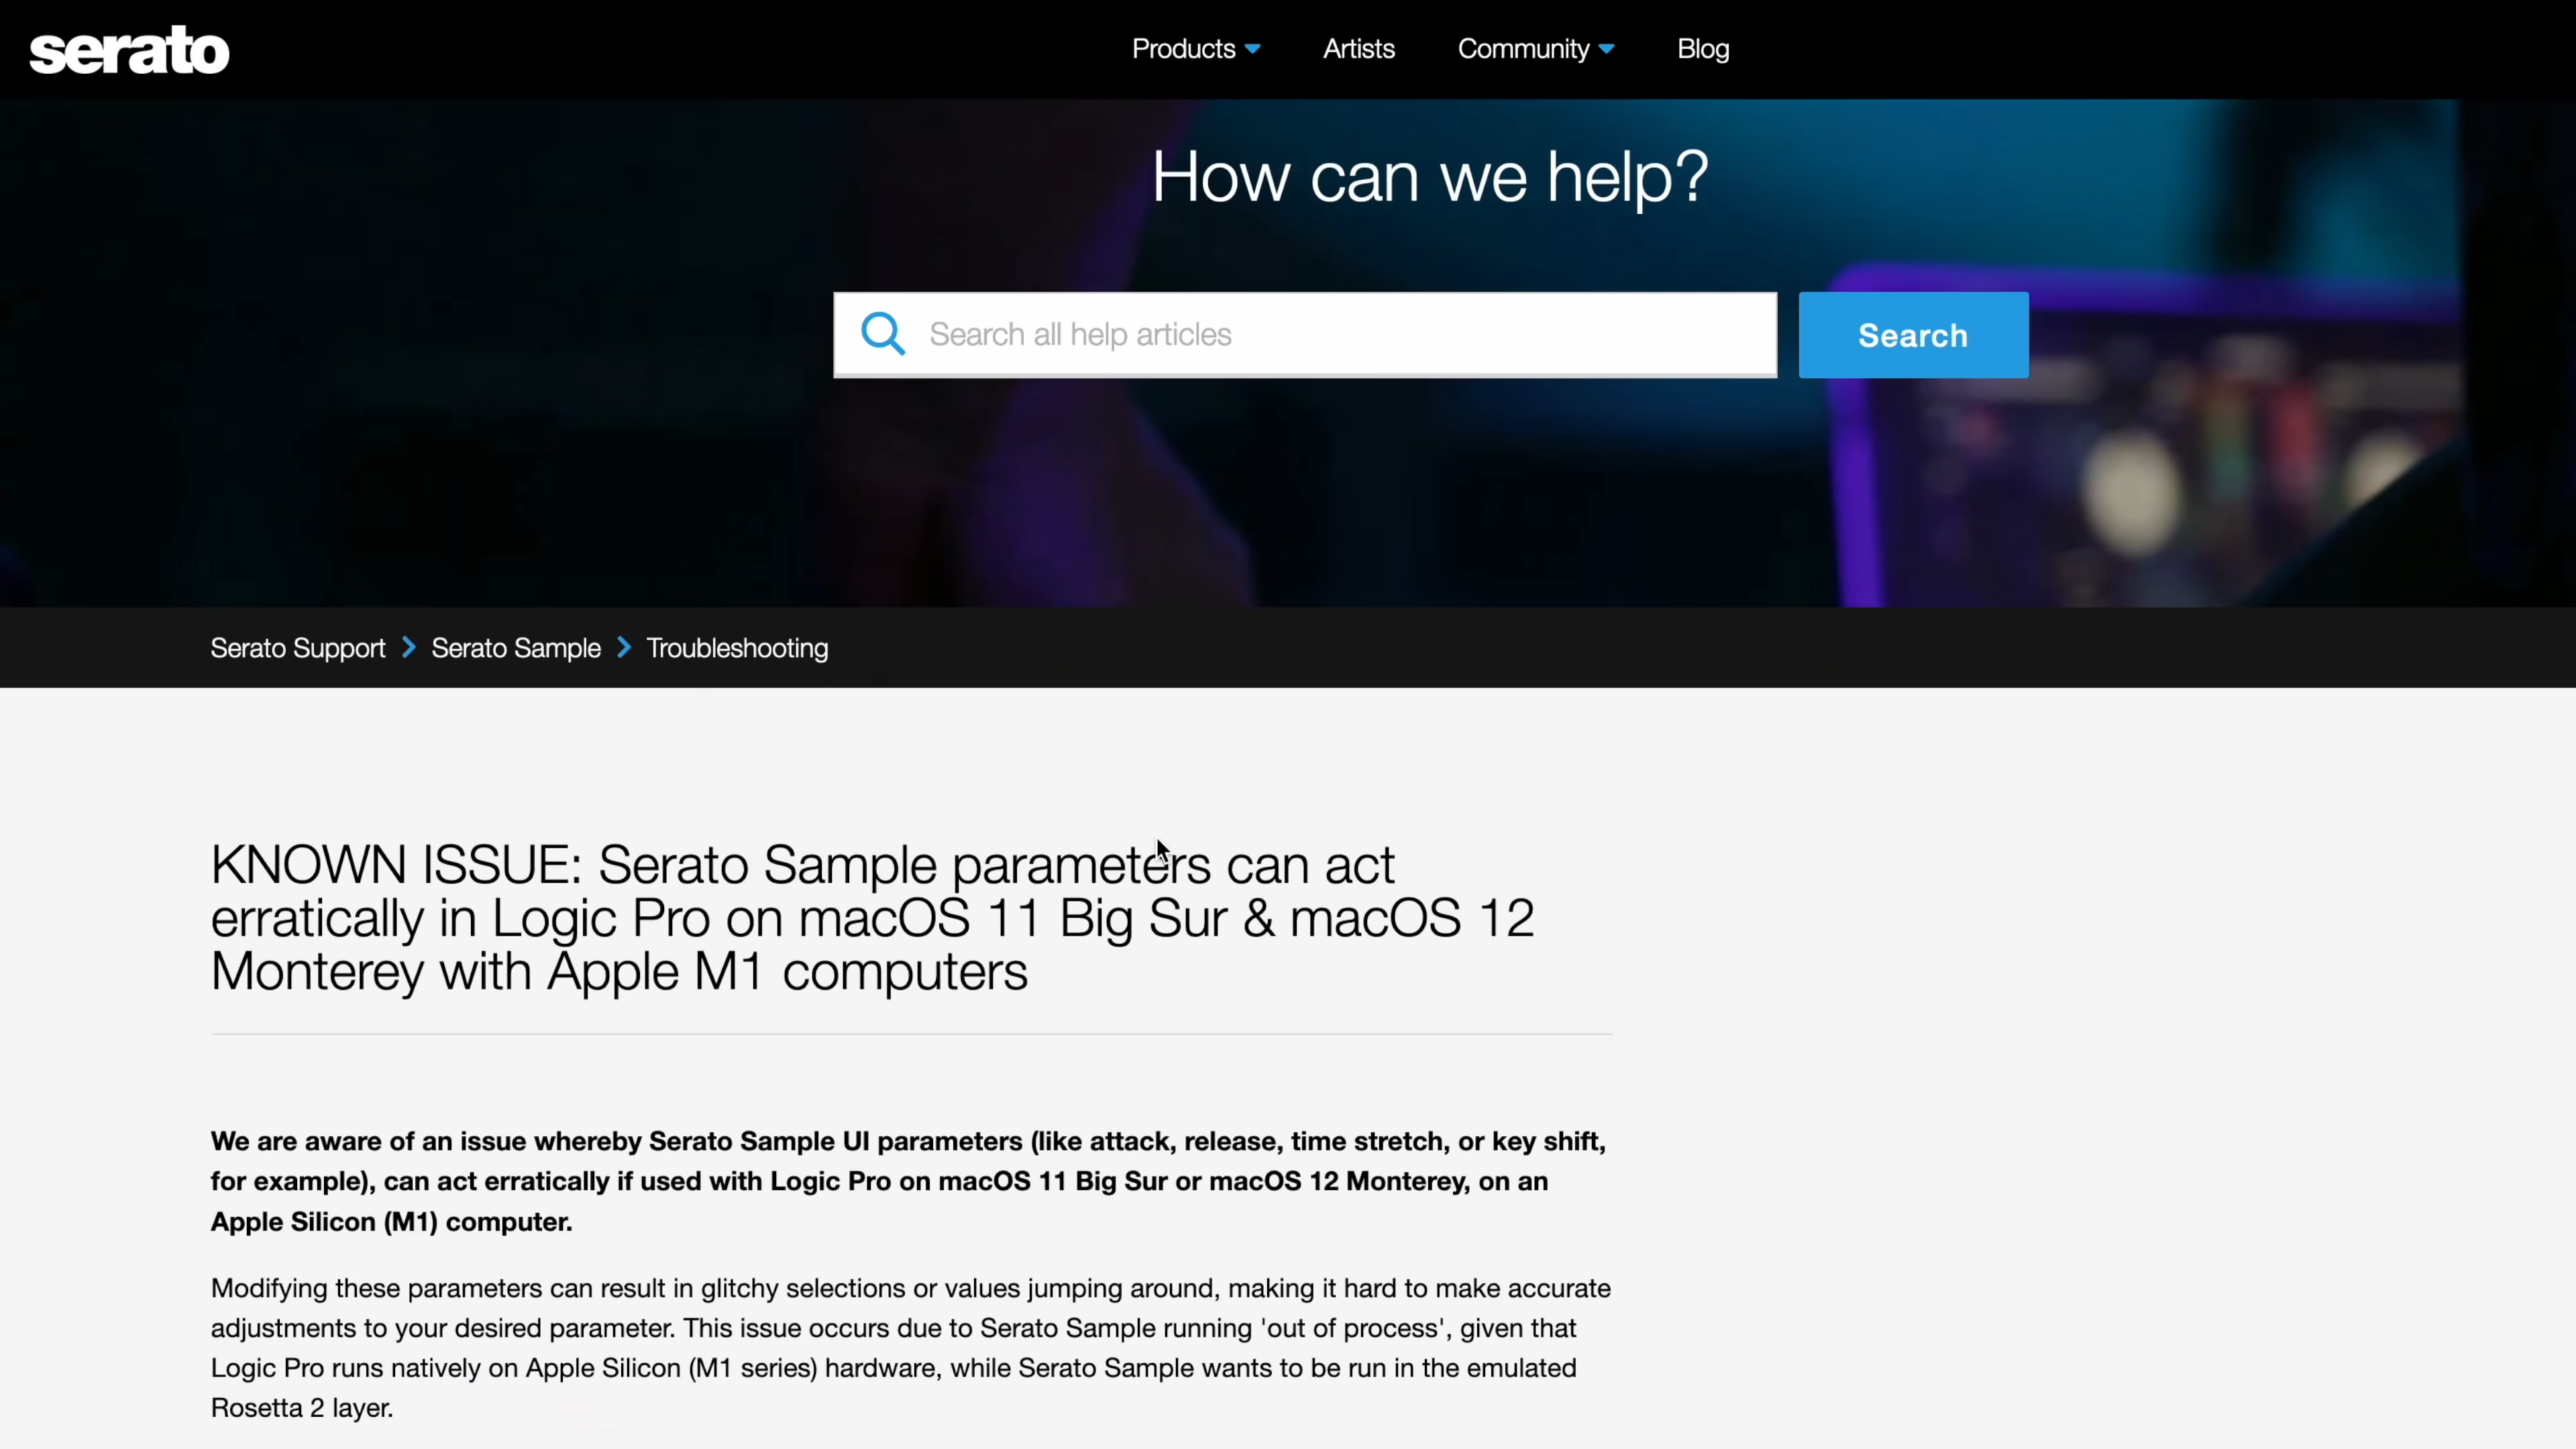 serato
Products
Artists
Community
Blog
How can we help?
Search all help articles
Search
Serato Support
Serato Sample
Troubleshooting
KNOWN ISSUE: Serato Sample parameters can act
erratically in Logic Pro on macOS 11 Big Sur & macOS 12
Monterey with Apple M1 computers
We are aware of an issue whereby Serato Sample UI parameters (like attack, release, time stretch, or key shift,
for example), can act erratically if used with Logic Pro on macOS 11 Big Sur or macOS 12 Monterey, on an
Apple Silicon (M1) computer.
Modifying these parameters can result in glitchy selections or values jumping around, making it hard to make accurate
adjustments to your desired parameter. This issue occurs due to Serato Sample running 'out of process', given that
Logic Pro runs natively on Apple Silicon (M1 series) hardware, while Serato Sample wants to be run in the emulated
Rosetta 2 layer.